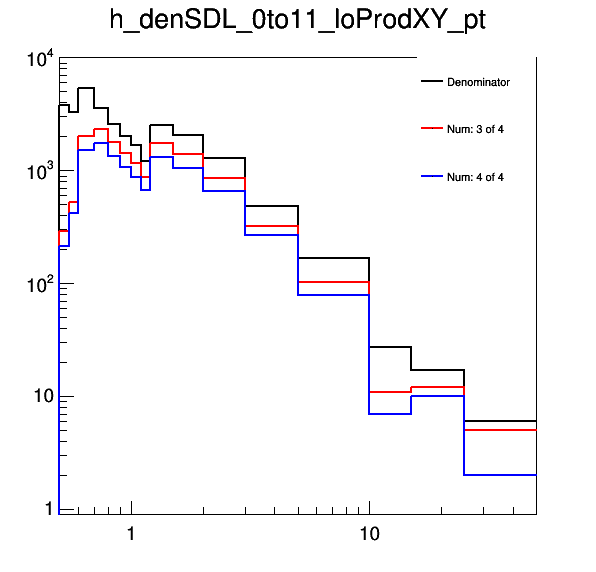 h_denSDL_0to11_loProdXY_pt
10^4
Denominator
Num: 3 of 4
10^3
Num: 4 of 4
10^2
10
1
1 10